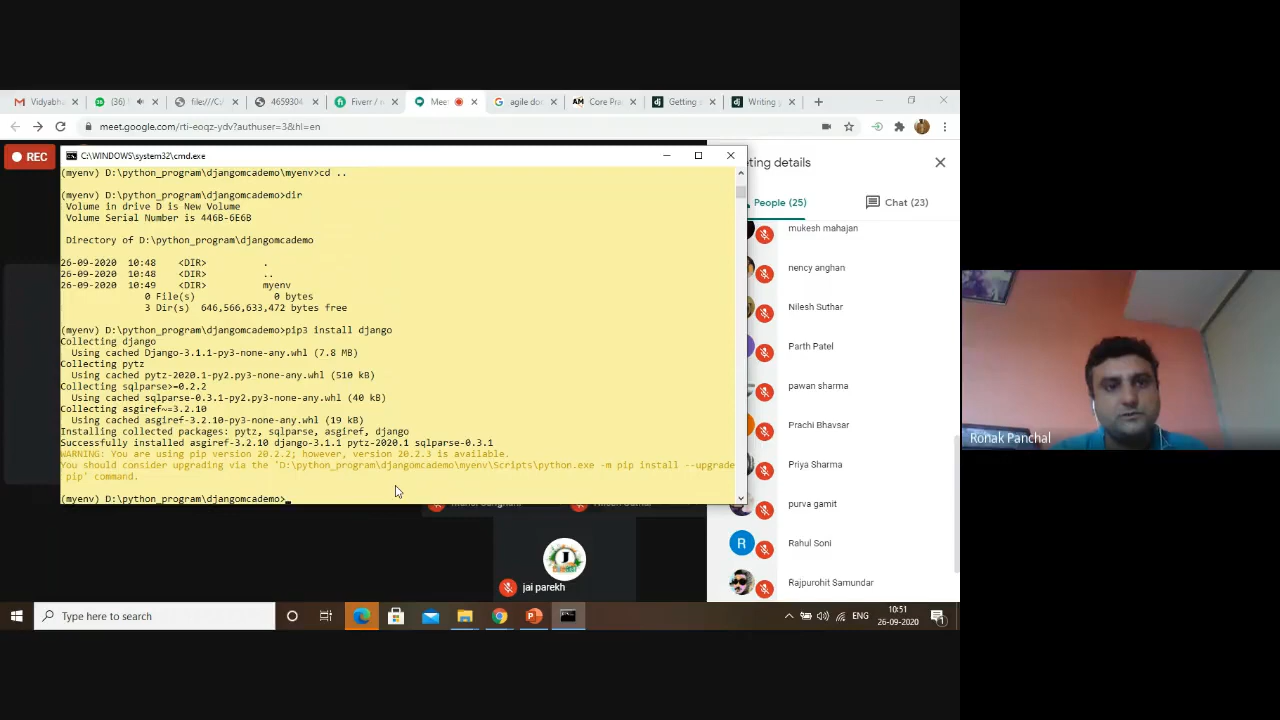 Vidyabha
(36)
file:///C:/
4659304
Fiverr / r
Meet
agile doc
Core Pra
Getting s
Writing y
meet.google.com/rti-eoqz-ydv?authuser=3&hl=en
REC
C:\WINDOWS\system32\cmd.exe
(myenv) D:\python_program\djangomcademo\myenv>cd ..
(myenv) D:\python_program\djangomcademo>dir
Volume in drive D is New Volume
Volume Serial Number is 446B-6E6B
Directory of D:\python_program\djangomcademo
26-09-2020 10:48 <DIR> .
26-09-2020 10:48 <DIR> ..
26-09-2020 10:49 <DIR> myenv
0 File(s) 0 bytes
3 Dir(s) 646,566,633,472 bytes free
(myenv) D:\python_program\djangomcademo>pip3 install django
Collecting django
Using cached Django-3.1.1-py3-none-any.whl (7.8 MB)
Collecting pytz
Using cached pytz-2020.1-py2.py3-none-any.whl (510 kB)
Collecting sqlparse>=0.2.2
Using cached sqlparse-0.3.1-py2.py3-none-any.whl (40 kB)
Collecting asgiref~=3.2.10
Using cached asgiref-3.2.10-py3-none-any.whl (19 kB)
Installing collected packages: pytz, sqlparse, asgiref, django
Successfully installed asgiref-3.2.10 django-3.1.1 pytz-2020.1 sqlparse-0.3.1
WARNING: You are using pip version 20.2.2; however, version 20.2.3 is available.
You should consider upgrading via the 'D:\python_program\djangomcademo\myenv\Scripts\python.exe -m pip install --upgrade
pip' command.
(myenv) D:\python_program\djangomcademo>
eting details
People (25)
Chat (23)
mukesh mahajan
nency anghan
Nilesh Suthar
Parth Patel
pawan sharma
Prachi Bhavsar
Priya Sharma
purva gamit
R
Rahul Soni
Rajpurohit Samundar
J
jai parekh
Ronak Panchal
Type here to search
ENG
10:51
26-09-2020
1